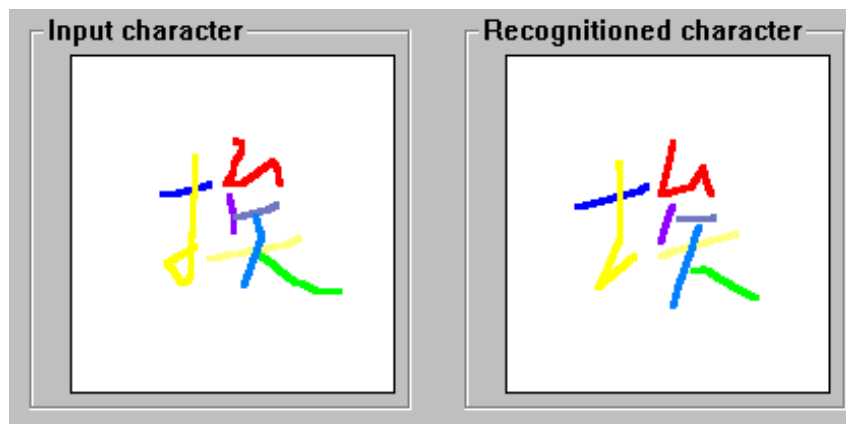 Input character
Recognitioned character
挨
挨